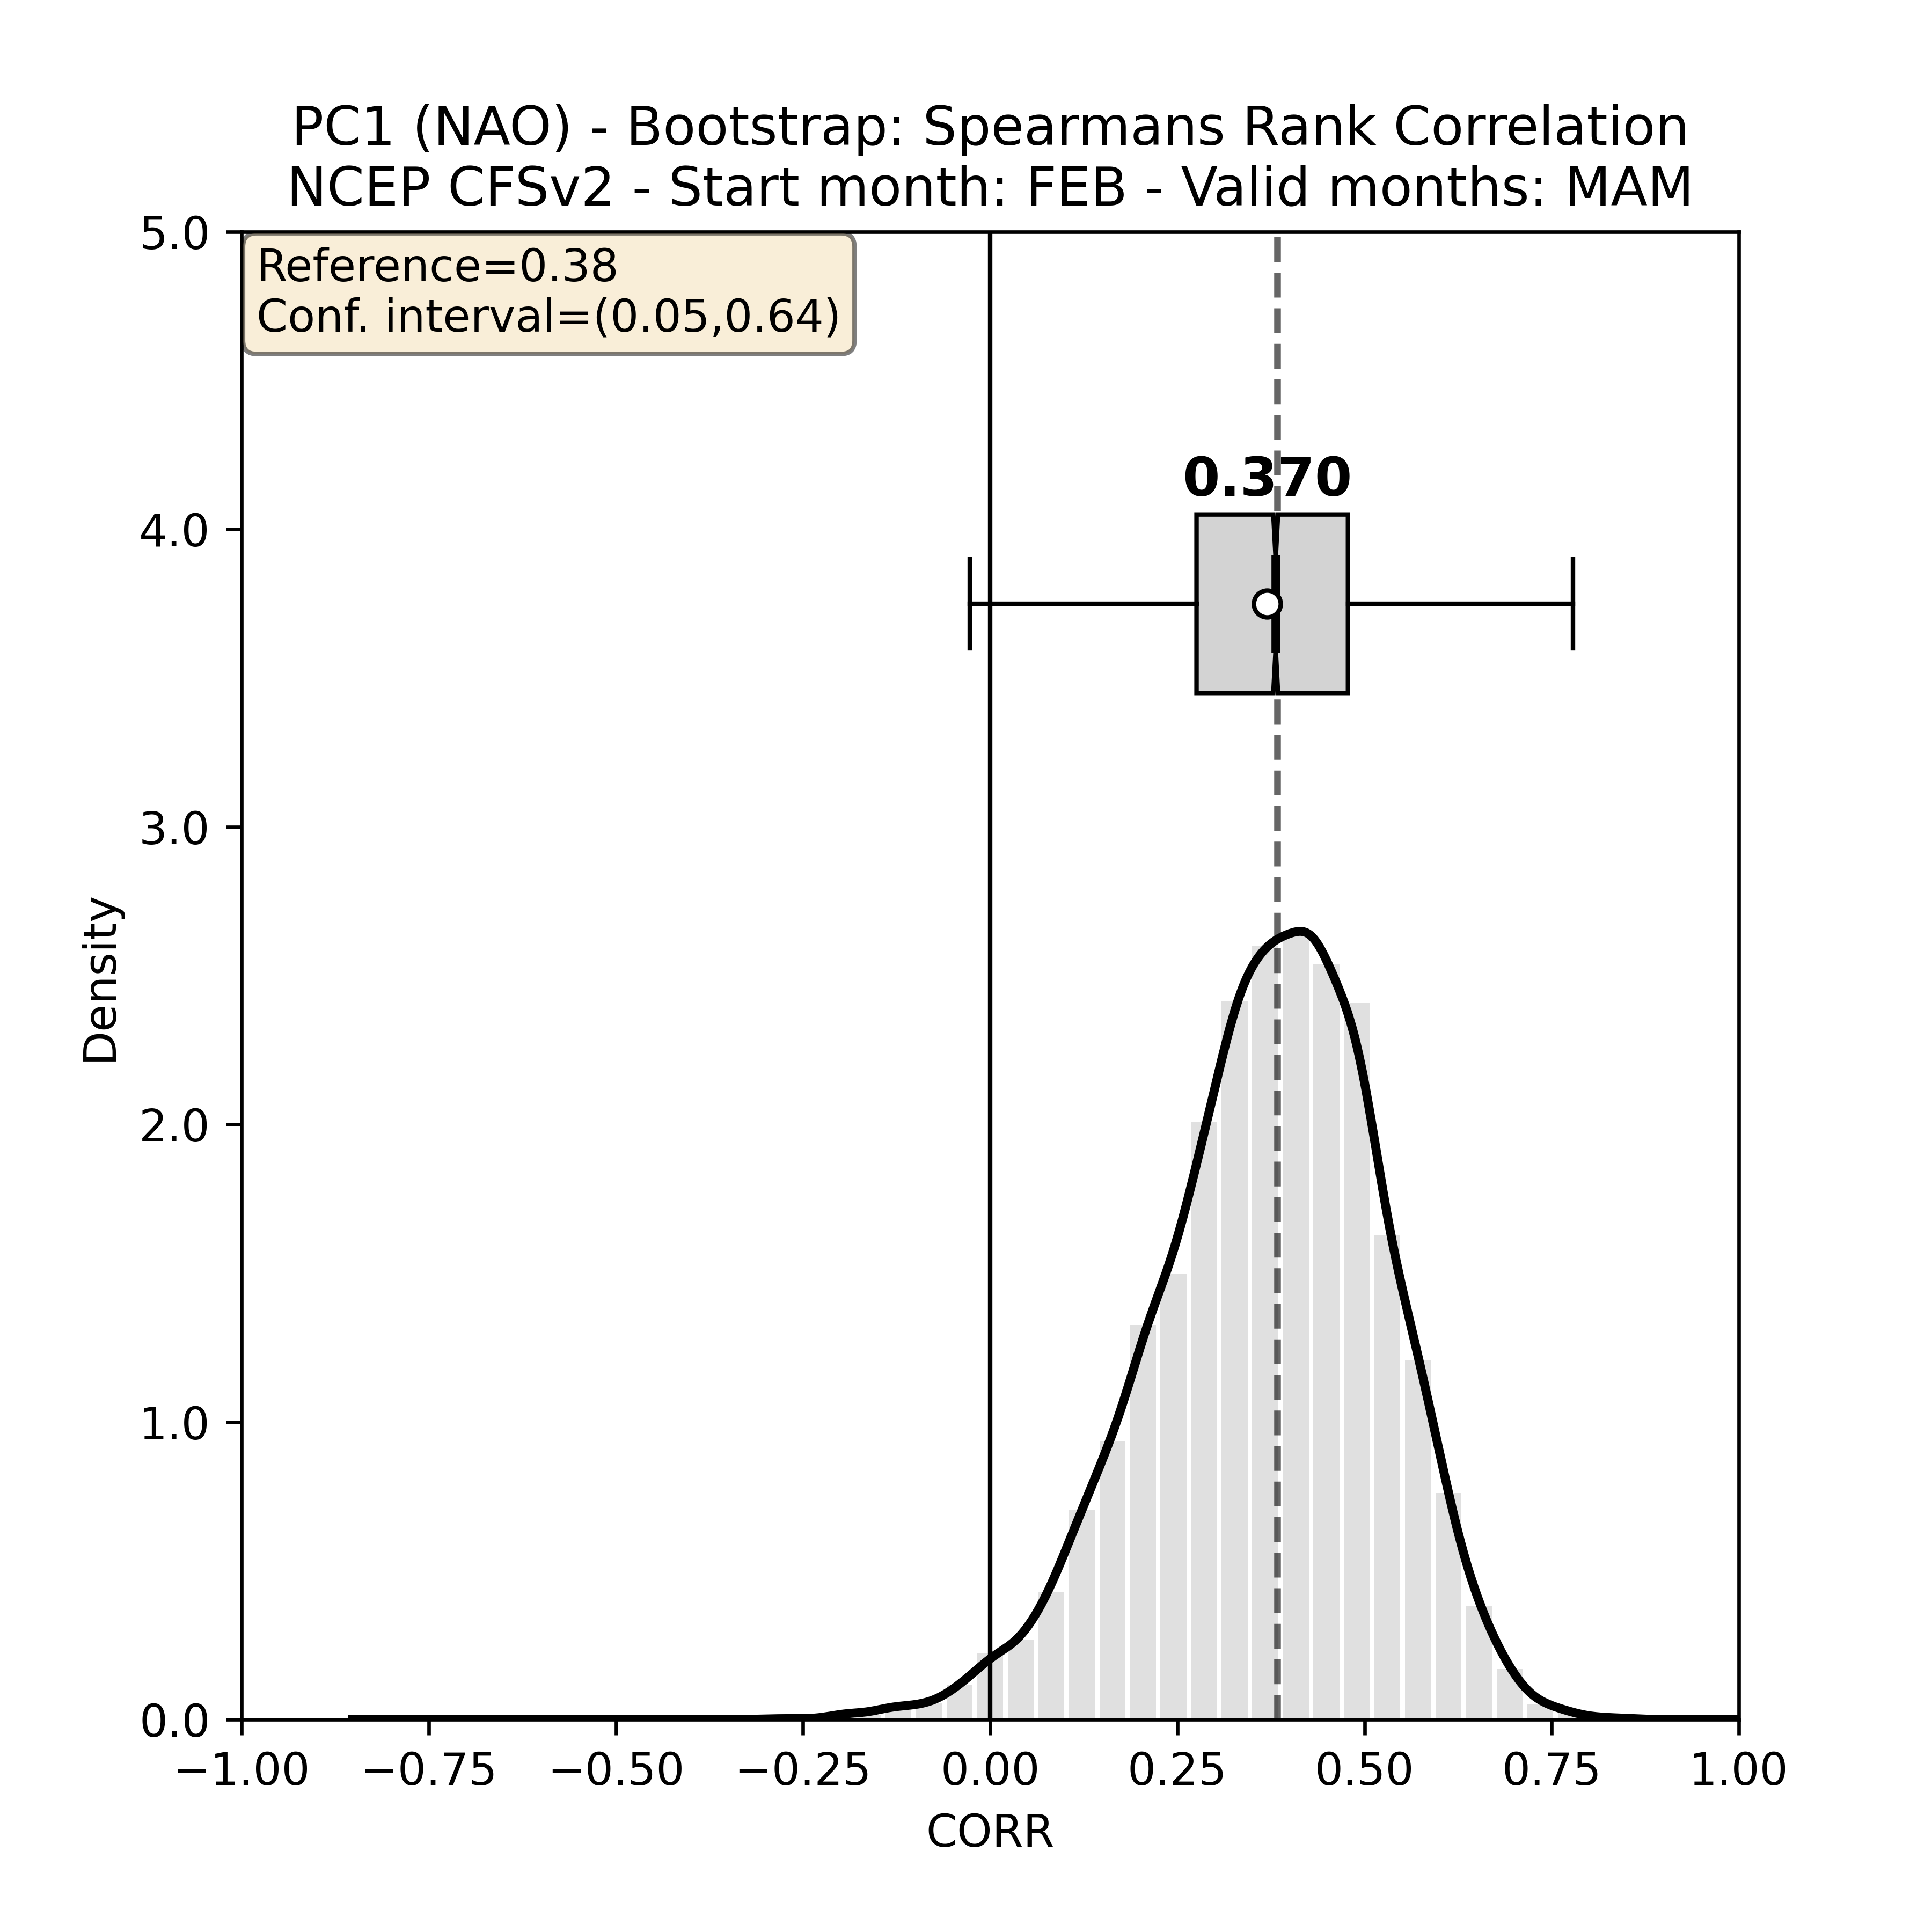 PC1 (NAO) - Bootstrap: Spearmans Rank Correlation
NCEP CFSv2 - Start month: FEB - Valid months: MAM
Reference=0.38
Conf. interval=(0.05,0.64)
0.370
5.0
4.0
3.0
2.0
1.0
0.0
Density
−1.00 −0.75 −0.50 −0.25 0.00 0.25 0.50 0.75 1.00
CORR